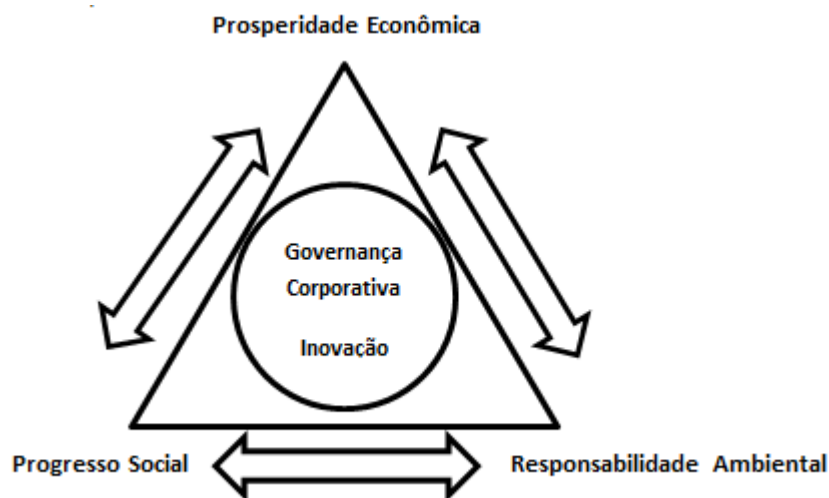 Prosperidade Econômica
Governança
Corporativa
Inovação
Progresso Social
Responsabilidade Ambiental